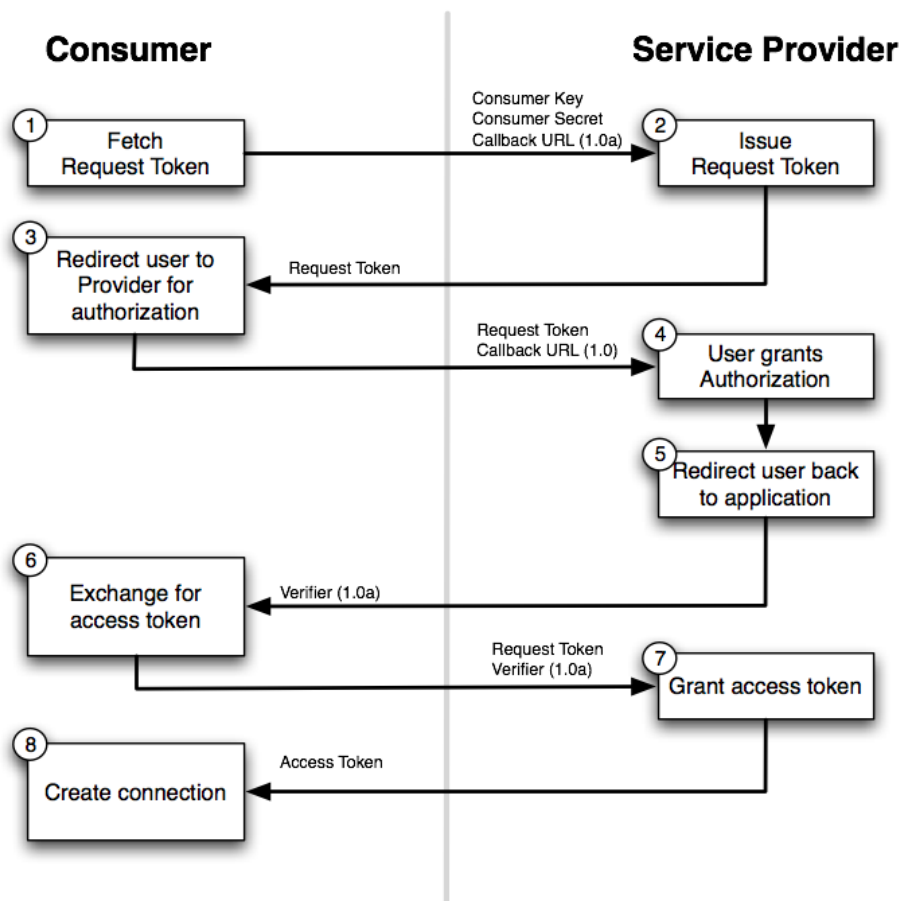 Consumer
Service Provider
Consumer Key
Consumer Secret
Callback URL (1.0a)
1
Fetch
Request Token
2
Issue
Request Token
3
Redirect user to
Provider for
authorization
Request Token
Request Token
Callback URL (1.0)
4
User grants
Authorization
5
Redirect user back
to application
6
Exchange for
access token
Verifier (1.0a)
Request Token
Verifier (1.0a)
7
Grant access token
8
Create connection
Access Token